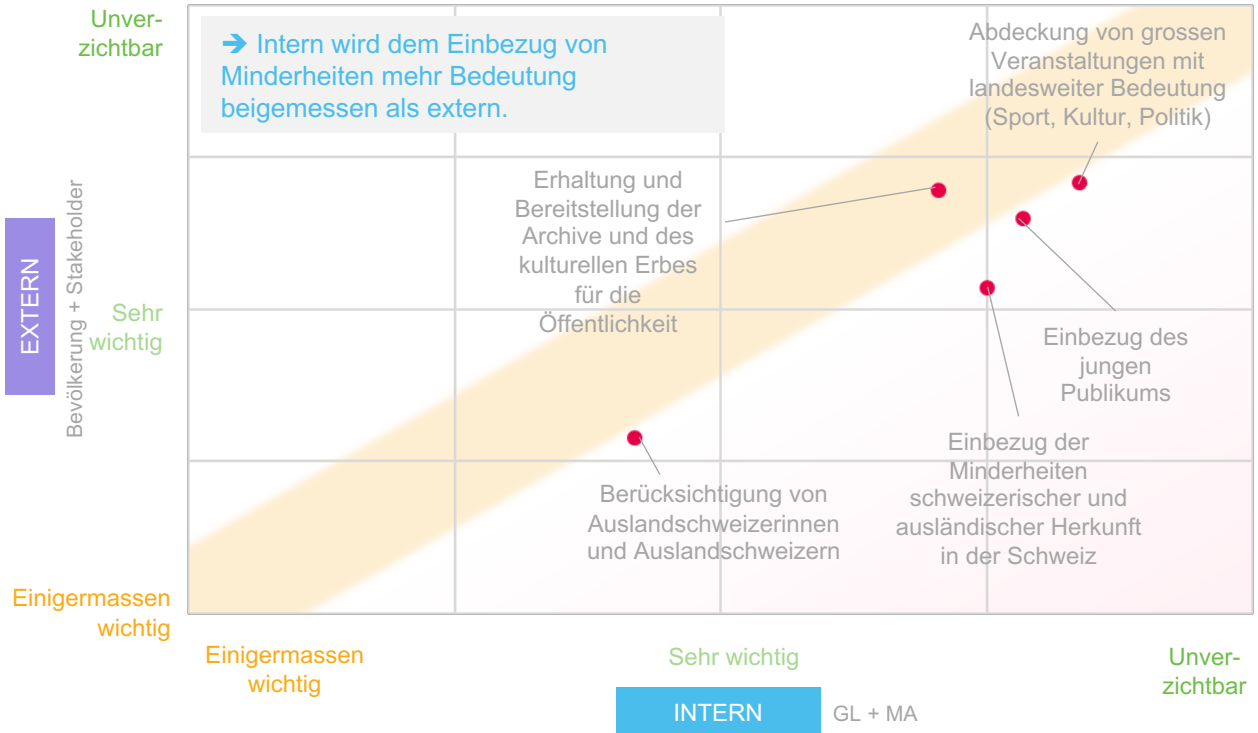 Unver-
zichtbar
➔ Intern wird dem Einbezug von
Minderheiten mehr Bedeutung
beigemessen als extern.
Abdeckung von grossen
Veranstaltungen mit
landesweiter Bedeutung
(Sport, Kultur, Politik)
Erhaltung und
Bereitstellung der
Archive und des
kulturellen Erbes
für die
Öffentlichkeit
EXTERN
Bevölkerung + Stakeholder
Sehr
wichtig
Einbezug des
jungen
Publikums
Einbezug der
Minderheiten
schweizerischer und
ausländischer Herkunft
in der Schweiz
Berücksichtigung von
Auslandschweizerinnen
und Auslandschweizern
Einigermassen
wichtig
Einigermassen
wichtig
Sehr wichtig
Unver-
zichtbar
INTERN
GL + MA